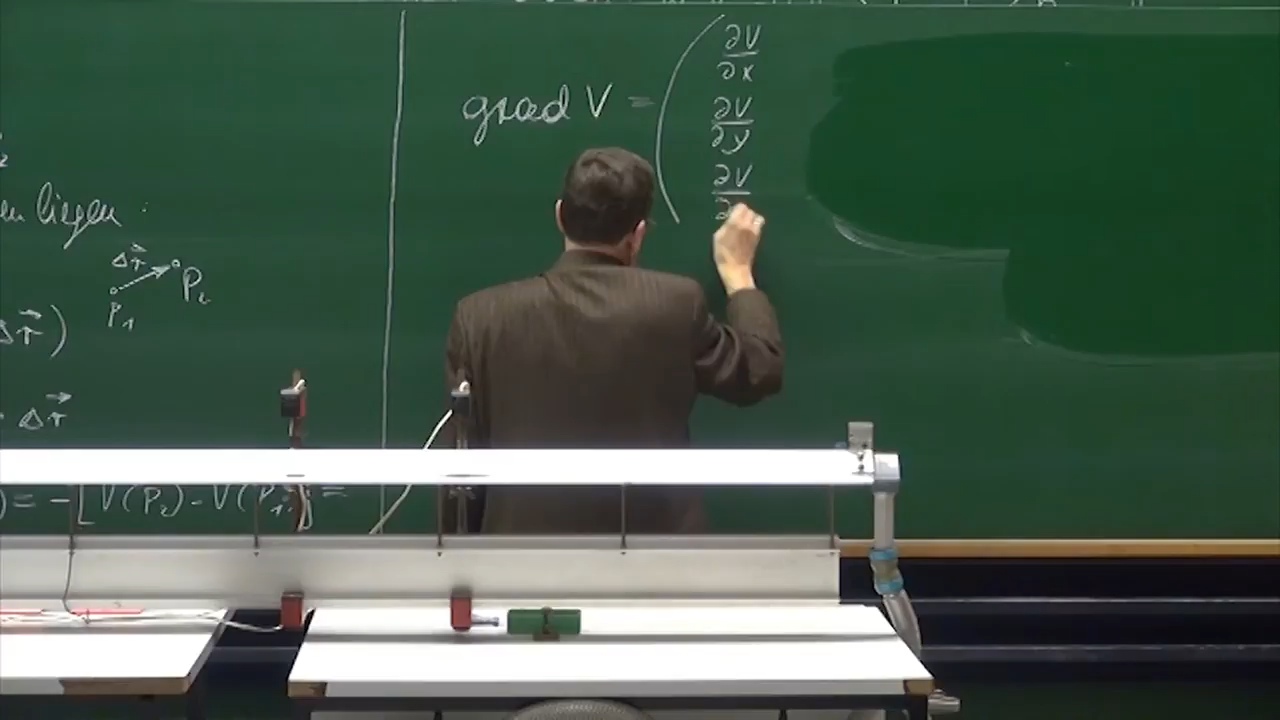 liegen :
Δr⃗
P₁ P₂
Δr⃗)
· Δr⃗
) = - [V(P₂) - V(P₁)] =
grad V = (
∂V
∂x
∂V
∂y
∂V
∂